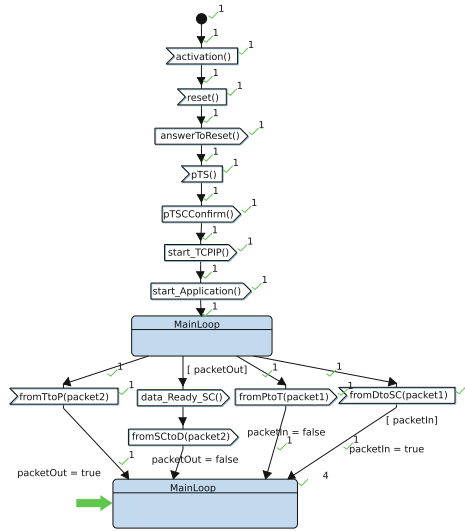 1
1
activation() 1
1
reset() 1
1
answerToReset() 1
1
pTS() 1
1
pTSCConfirm() 1
1
start_TCPIP() 1
1
start_Application() 1
1
MainLoop
1 [ packetOut] 1 1
fromTtoP(packet2) 1 data_Ready_SC() fromPtoT(packet1) 1 fromDtoSC(packet1)
[ packetIn]
fromSCtoD(packet2) packetIn = false
1 packetIn = true
1 packetOut = false 1
packetOut = true 4
MainLoop